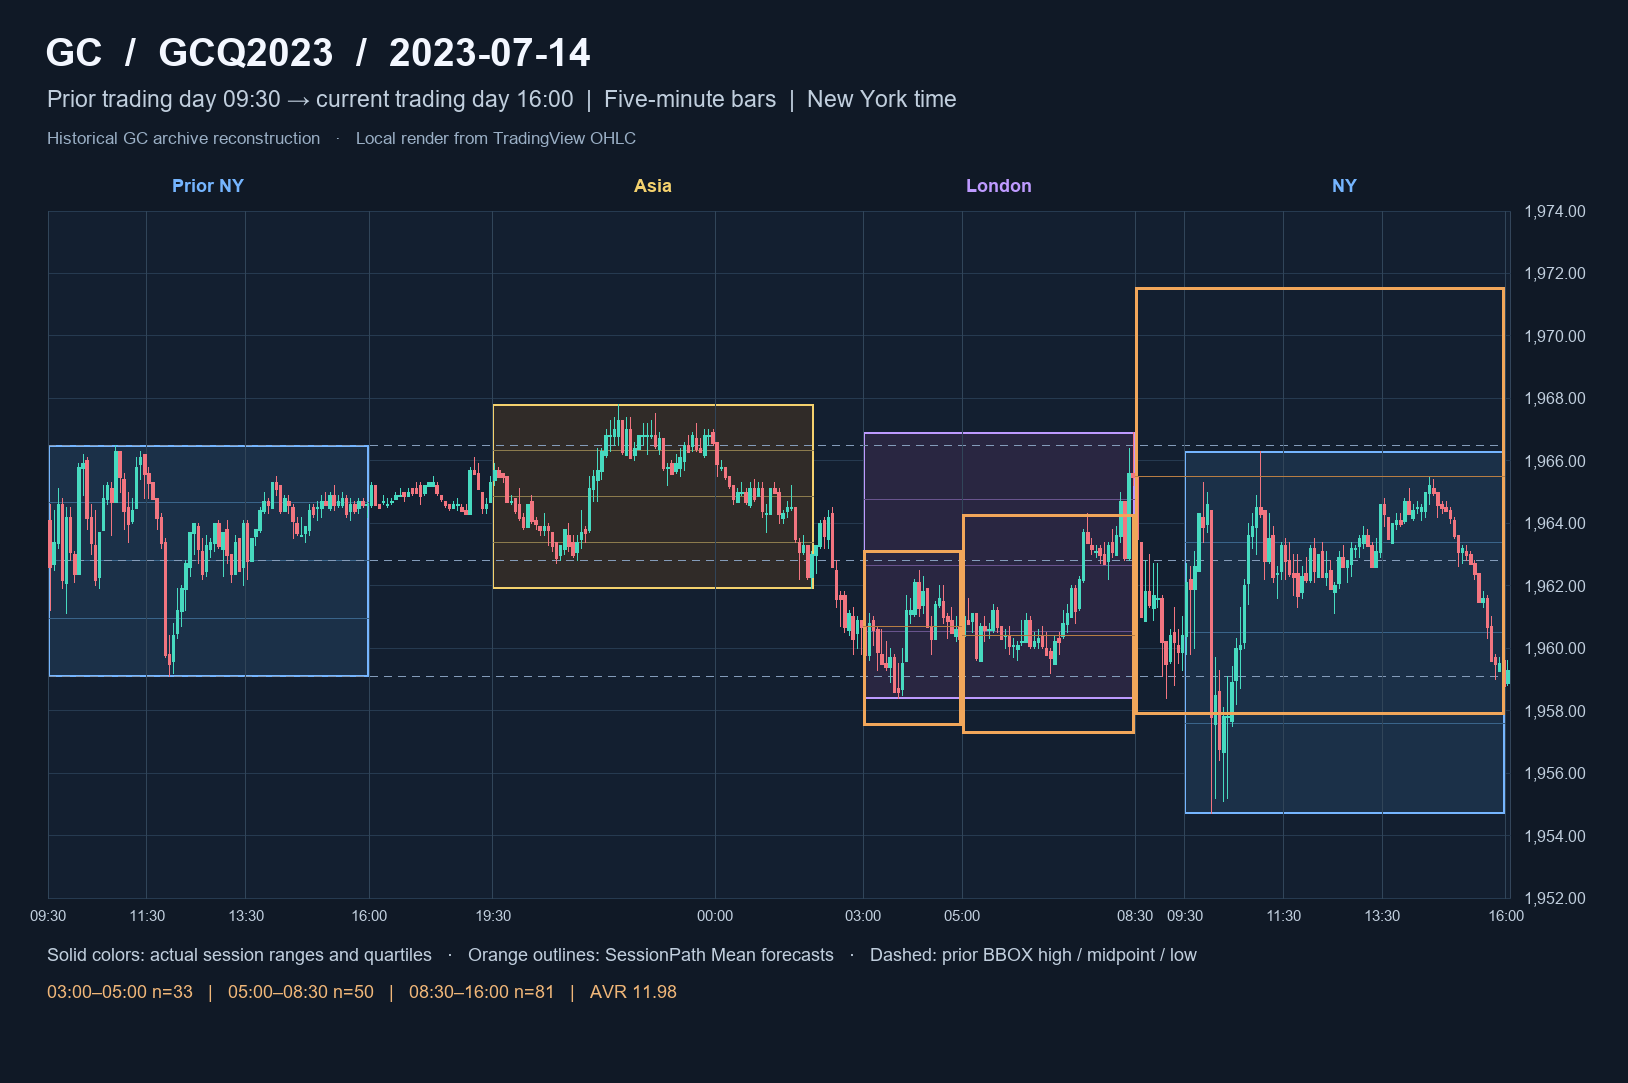 GC / GCQ2023 / 2023-07-14
Prior trading day 09:30 → current trading day 16:00 | Five-minute bars | New York time
Historical GC archive reconstruction · Local render from TradingView OHLC
Prior NY
Asia
London
NY
1,974.00
1,972.00
1,970.00
1,968.00
1,966.00
1,964.00
1,962.00
1,960.00
1,958.00
1,956.00
1,954.00
1,952.00
09:30 11:30 13:30 16:00 19:30 00:00 03:00 05:00 08:30 09:30 11:30 13:30 16:00
Solid colors: actual session ranges and quartiles · Orange outlines: SessionPath Mean forecasts · Dashed: prior BBOX high / midpoint / low
03:00–05:00 n=33 | 05:00–08:30 n=50 | 08:30–16:00 n=81 | AVR 11.98